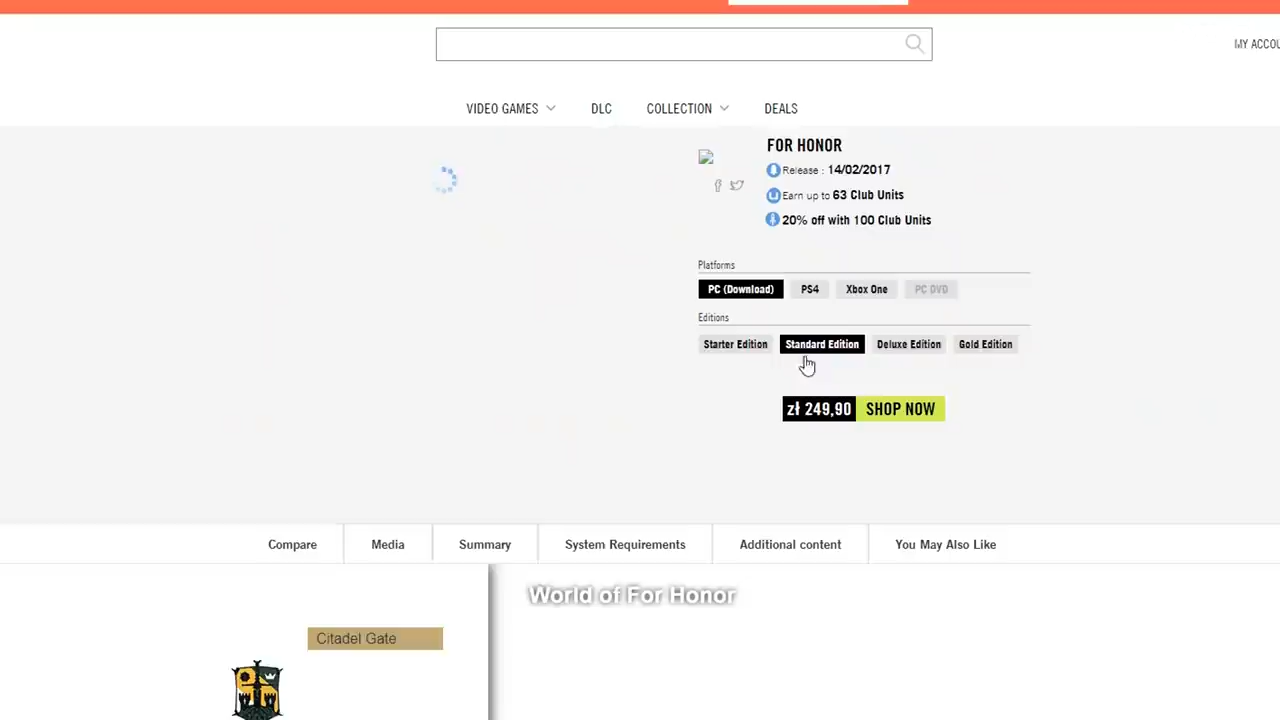 MY ACCOU
VIDEO GAMES
DLC
COLLECTION
DEALS
FOR HONOR
Release : 14/02/2017
Earn up to 63 Club Units
20% off with 100 Club Units
Platforms
PC (Download)
PS4
Xbox One
PC DVD
Editions
Starter Edition
Standard Edition
Deluxe Edition
Gold Edition
zł 249,90
SHOP NOW
Compare
Media
Summary
System Requirements
Additional content
You May Also Like
World of For Honor
Citadel Gate